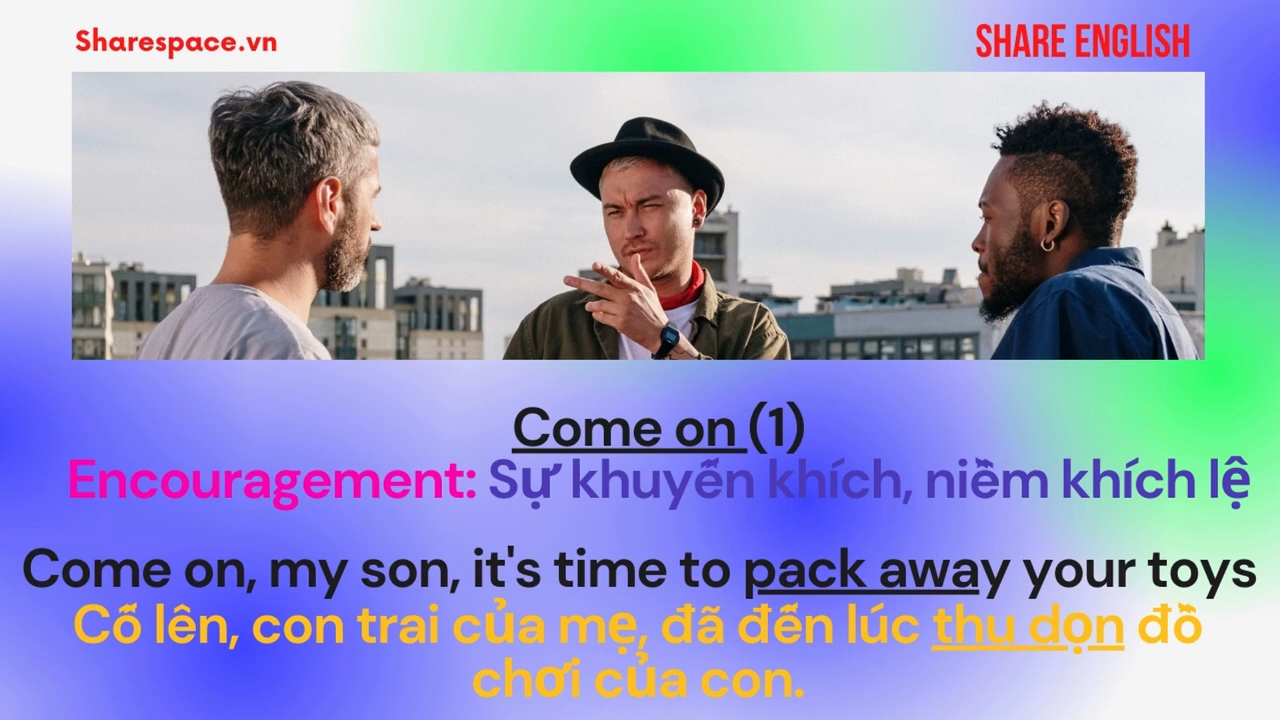 Sharespace.vn
SHARE ENGLISH
Come on (1)
Encouragement: Sự khuyến khích, niềm khích lệ
Come on, my son, it's time to pack away your toys
Cố lên, con trai của mẹ, đã đến lúc thu dọn đồ
chơi của con.